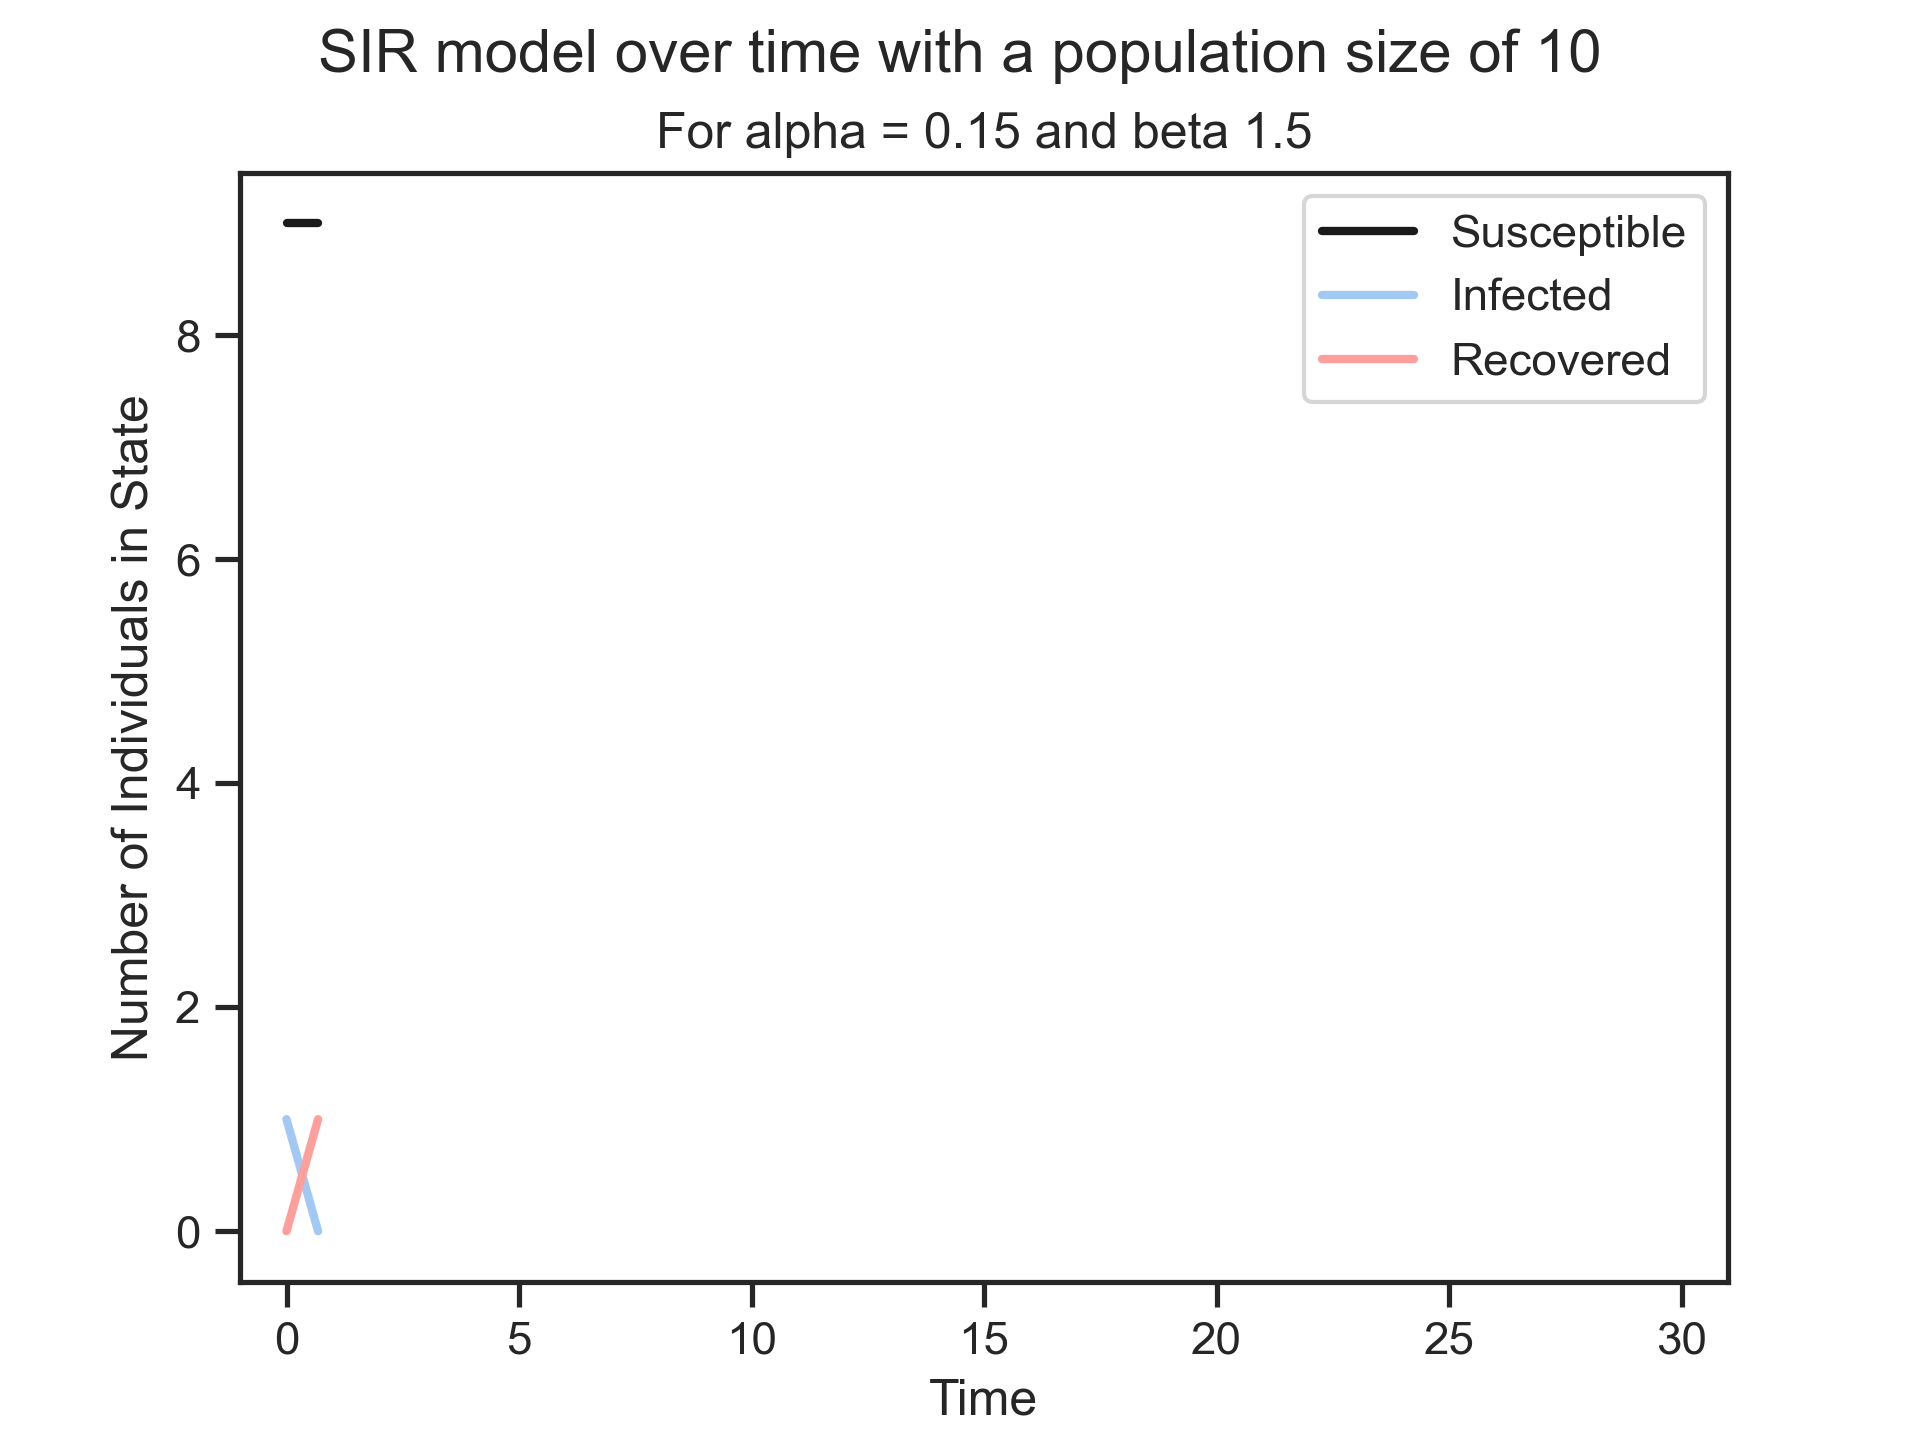 SIR model over time with a population size of 10
For alpha = 0.15 and beta 1.5
Susceptible
Infected
Recovered
Number of Individuals in State
8
6
4
2
0
0 5 10 15 20 25 30
Time